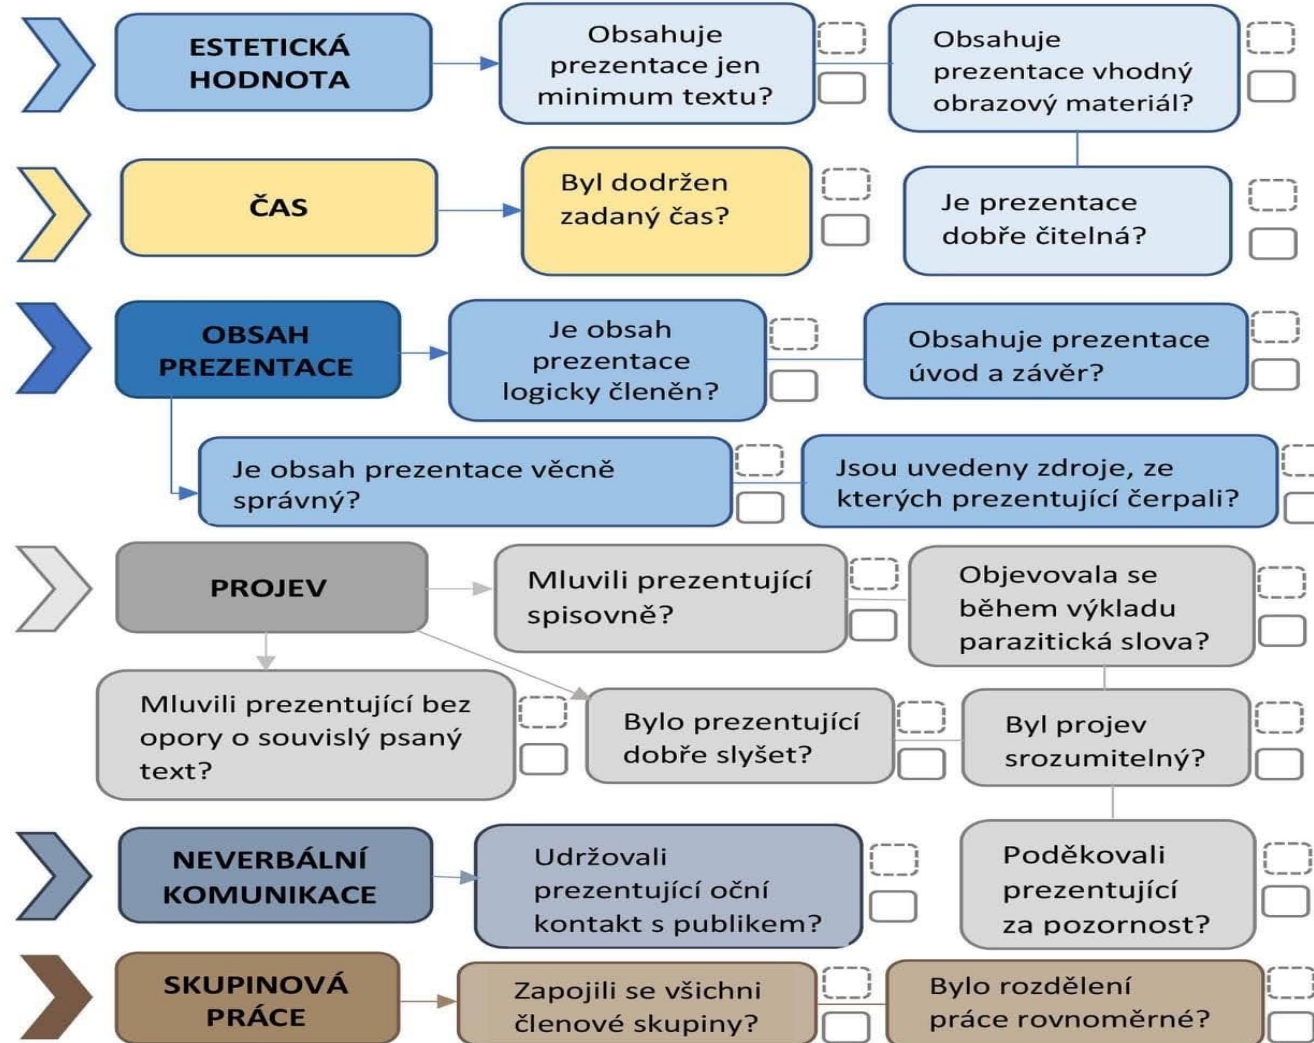 ESTETICKÁ
HODNOTA
Obsahuje
prezentace jen
minimum textu?
Obsahuje
prezentace vhodný
obrazový materiál?
ČAS
Byl dodržen
zadaný čas?
Je prezentace
dobře čitelná?
OBSAH
PREZENTACE
Je obsah
prezentace
logicky členěn?
Obsahuje prezentace
úvod a závěr?
Je obsah prezentace věcně
správný?
Jsou uvedeny zdroje, ze
kterých prezentující čerpali?
PROJEV
Mluvili prezentující
spisovně?
Objevovala se
během výkladu
parazitická slova?
Mluvili prezentující bez
opory o souvislý psaný
text?
Bylo prezentující
dobře slyšet?
Byl projev
srozumitelný?
NEVERBÁLNÍ
KOMUNIKACE
Udržovali
prezentující oční
kontakt s publikem?
Poděkovali
prezentující
za pozornost?
SKUPINOVÁ
PRÁCE
Zapojili se všichni
členové skupiny?
Bylo rozdělení
práce rovnoměrné?